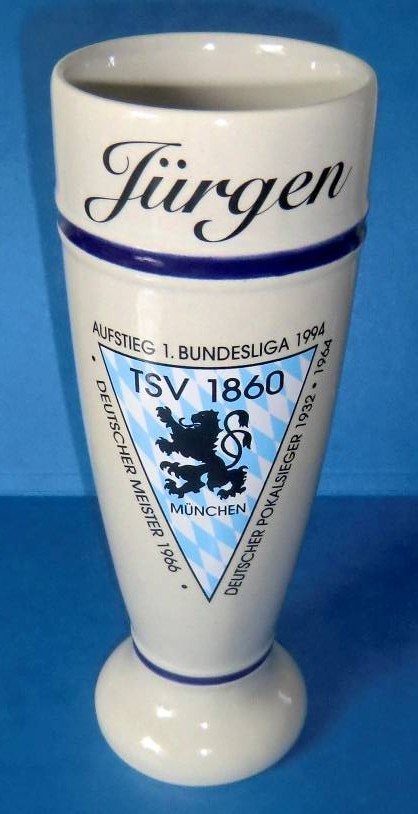 Jürgen
AUFSTIEG 1. BUNDESLIGA 1994
TSV 1860
MÜNCHEN
• DEUTSCHER MEISTER 1966 •
DEUTSCHER POKALSIEGER 1932 • 1964